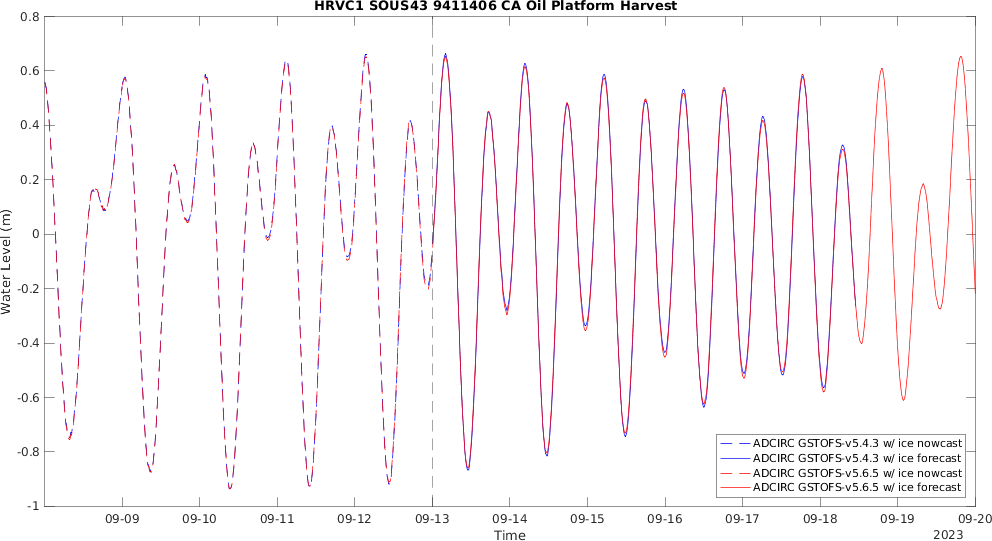 HRVC1 SOUS43 9411406 CA Oil Platform Harvest
0.8
0.6
0.4
0.2
0
-0.2
-0.4
-0.6
-0.8
-1
Water Level (m)
ADCIRC GSTOFS-v5.4.3 w/ ice nowcast
ADCIRC GSTOFS-v5.4.3 w/ ice forecast
ADCIRC GSTOFS-v5.6.5 w/ ice nowcast
ADCIRC GSTOFS-v5.6.5 w/ ice forecast
09-09 09-10 09-11 09-12 09-13 09-14 09-15 09-16 09-17 09-18 09-19 09-20
Time
2023